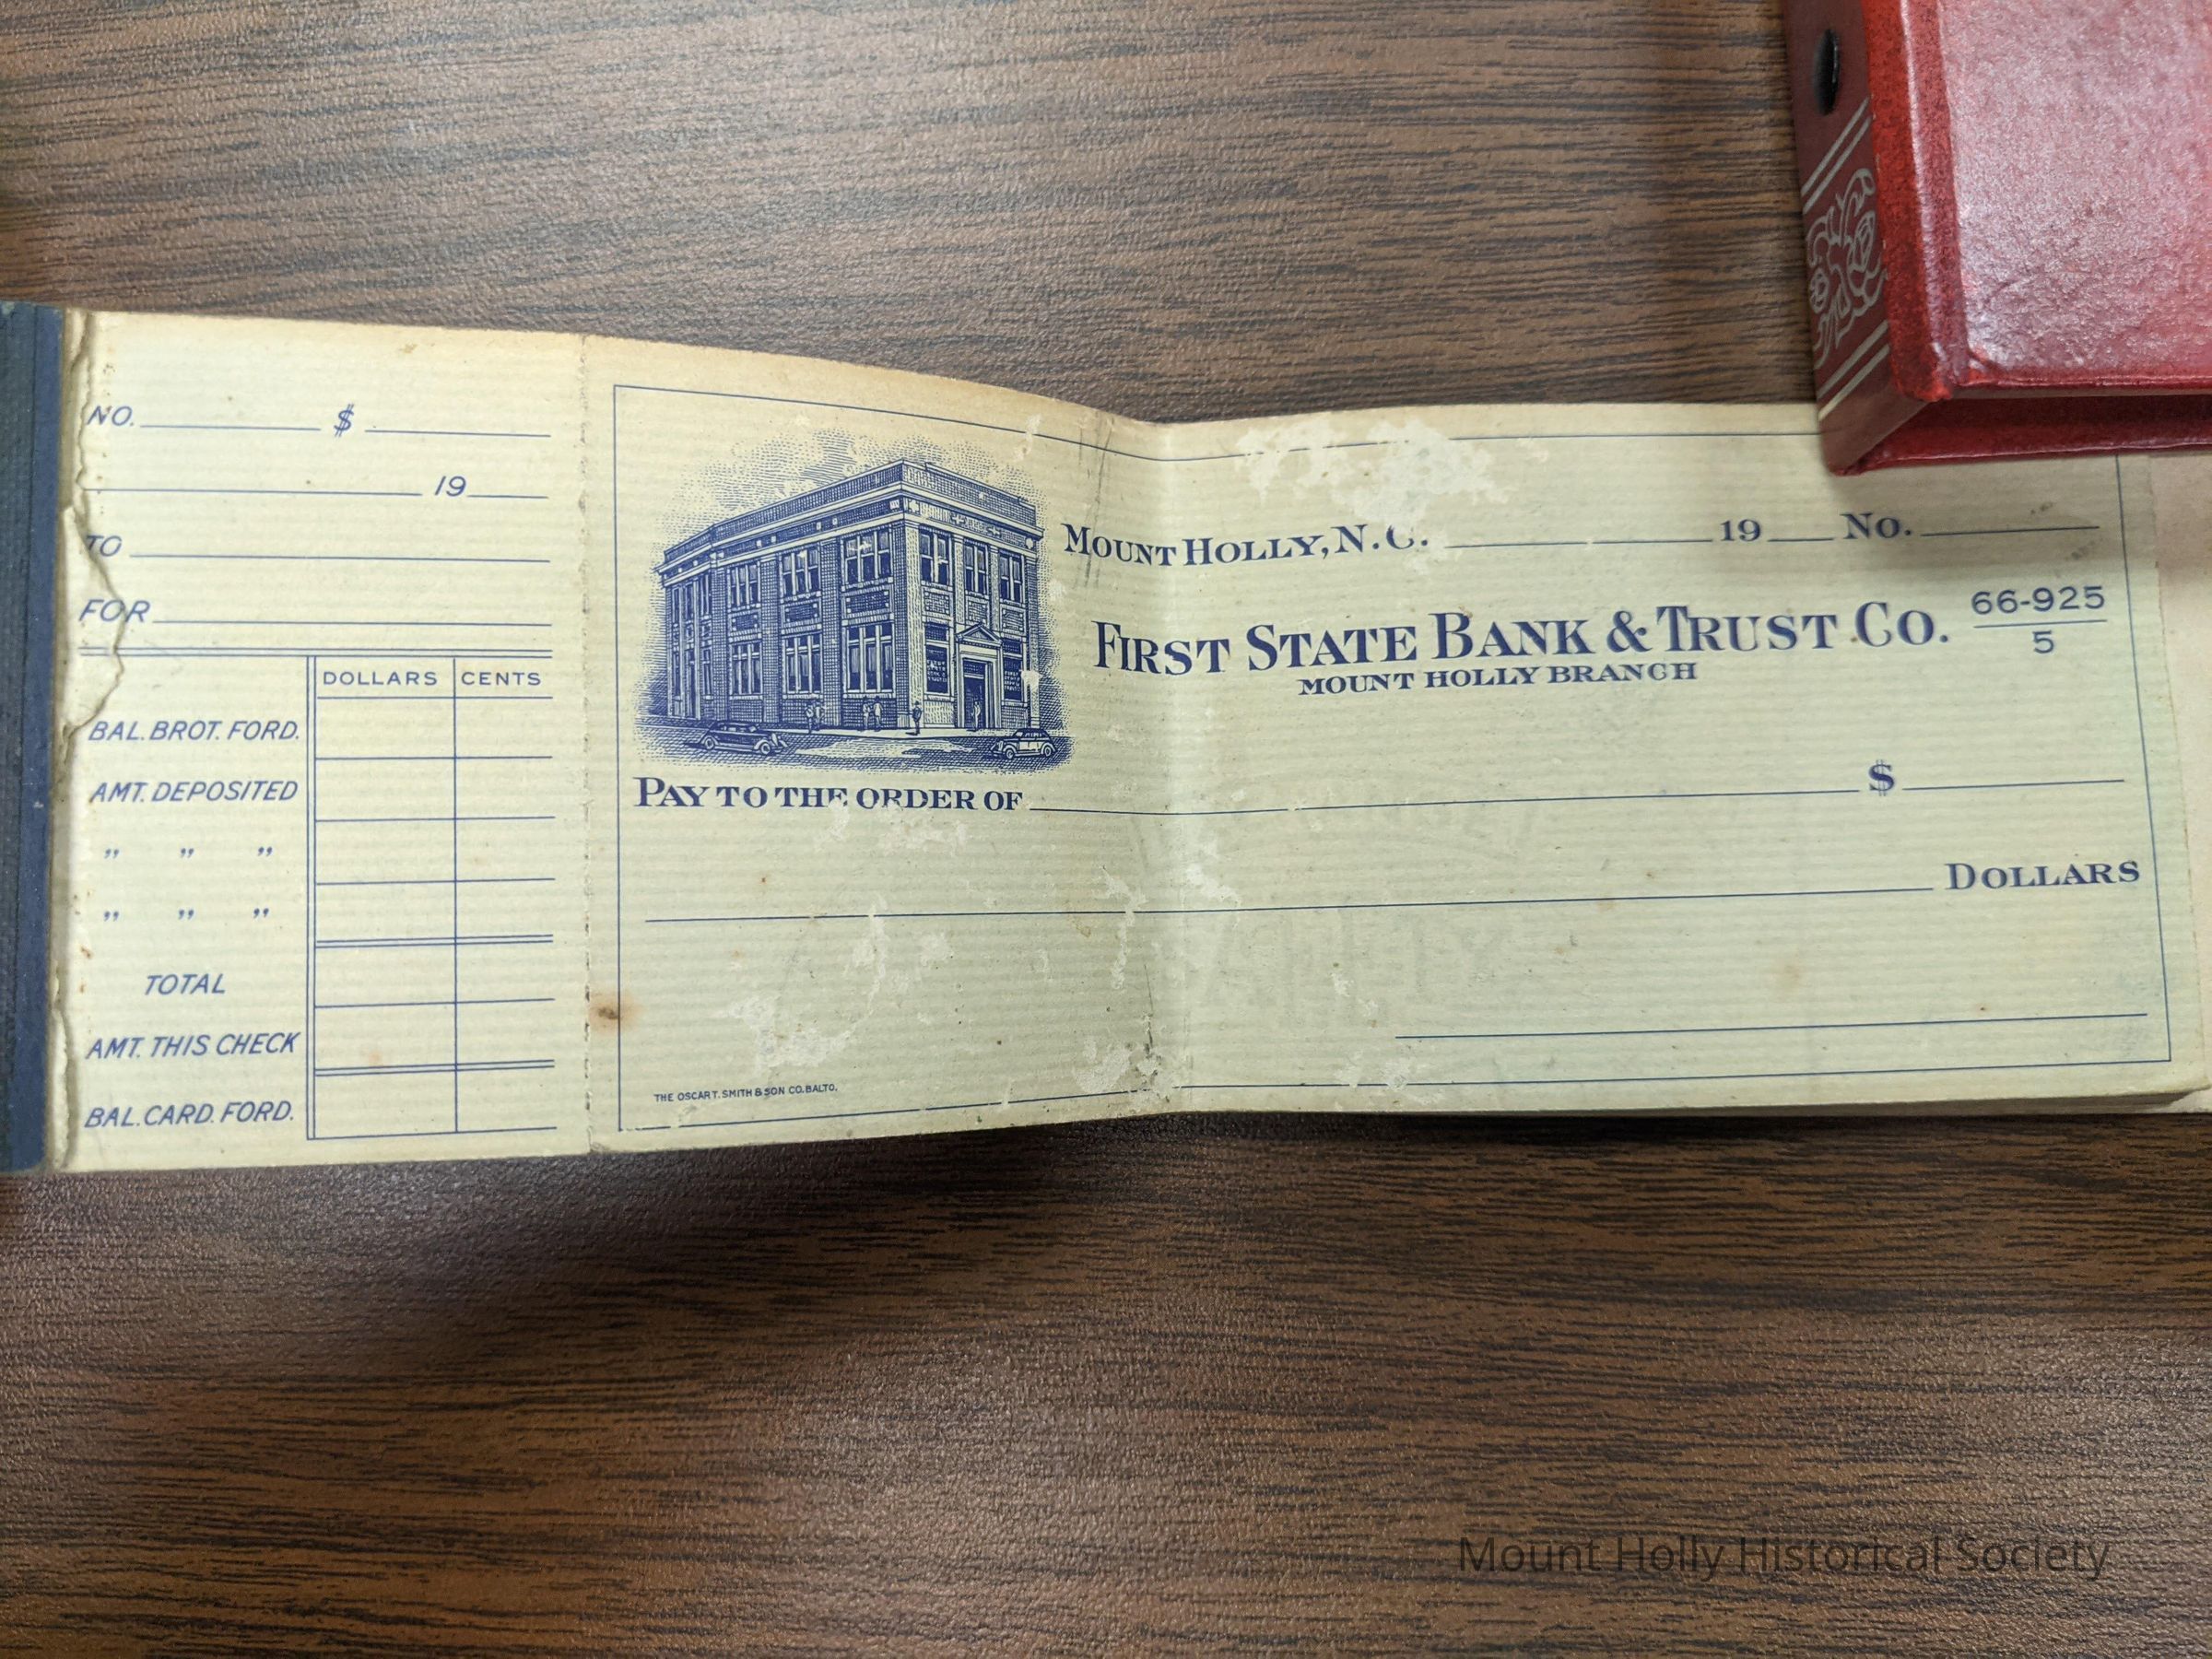 NO. $
19
TO
FOR
DOLLARS CENTS
BAL. BROT. FORD.
AMT. DEPOSITED
" " "
" " "
TOTAL
AMT. THIS CHECK
BAL. CARD. FORD.
MOUNT HOLLY, N.C. 19 NO.
FIRST STATE BANK & TRUST CO. 66-925
5
MOUNT HOLLY BRANCH
PAY TO THE ORDER OF $
DOLLARS
THE OSCAR T. SMITH & SON CO. BALTO.
Mount Holly Historical Society